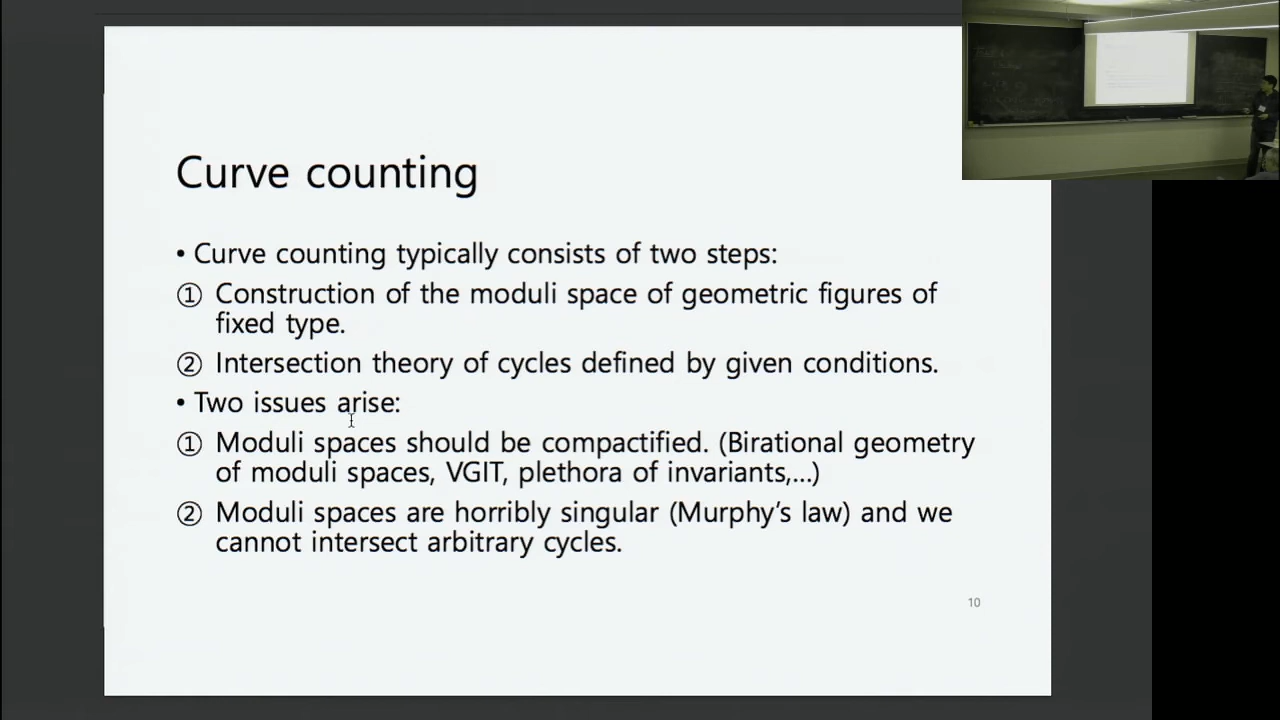 Curve counting
• Curve counting typically consists of two steps:
① Construction of the moduli space of geometric figures of
fixed type.
② Intersection theory of cycles defined by given conditions.
• Two issues arise:
① Moduli spaces should be compactified. (Birational geometry
of moduli spaces, VGIT, plethora of invariants,...)
② Moduli spaces are horribly singular (Murphy's law) and we
cannot intersect arbitrary cycles.
10